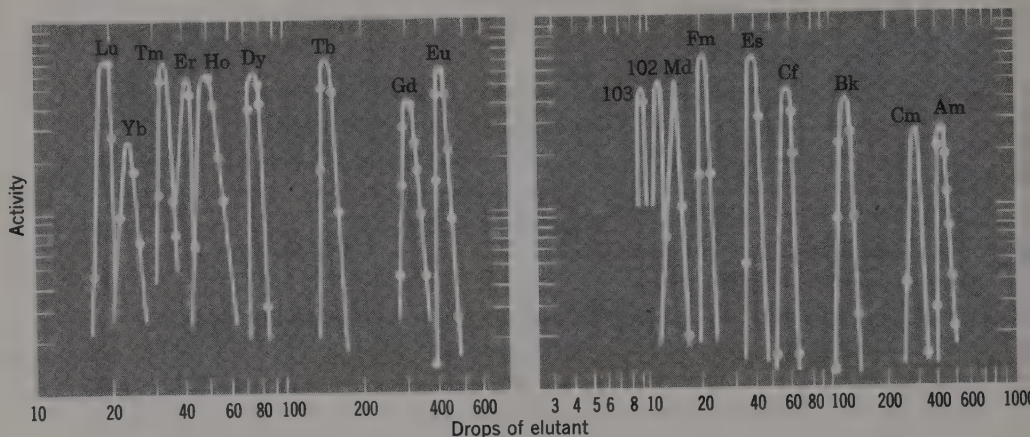 Lu Tm Er Ho Dy Tb Eu
Yb Gd
103 102 Md Fm Es Cf Bk Cm Am
Activity
10 20 40 60 80 100 200 400 600
3 4 5 6 8 10 20 40 60 80 100 200 400 600 1000
Drops of elutant